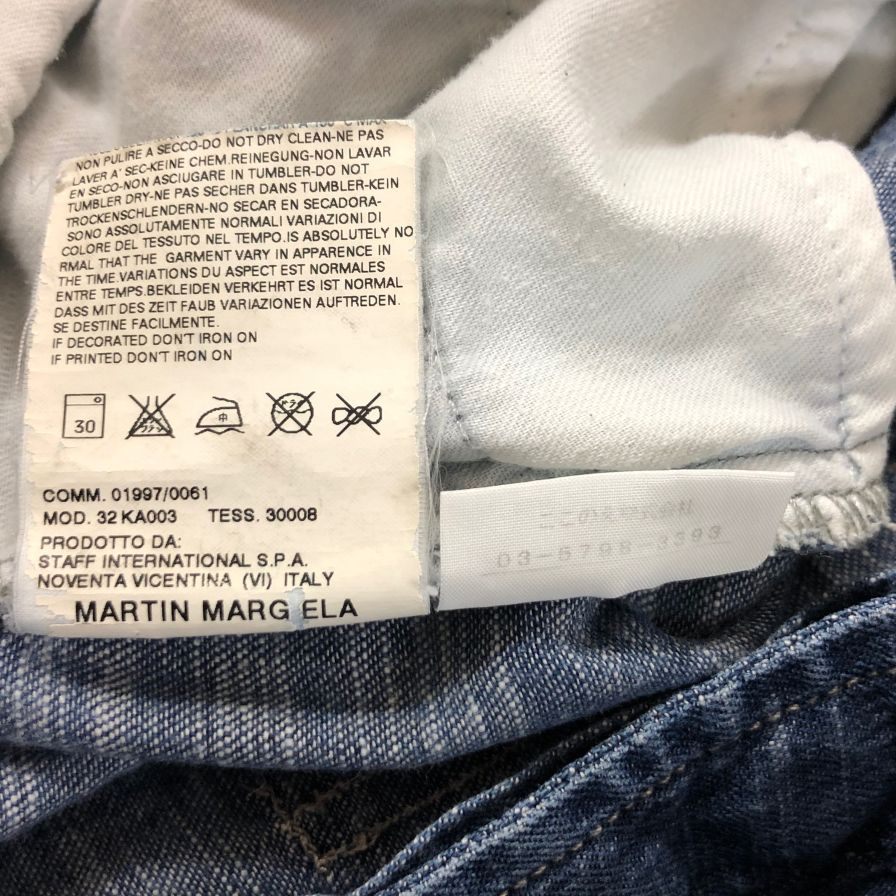 NON PULIRE A SECCO-DO NOT DRY CLEAN-NE PAS
LAVER A' SEC-KEINE CHEM.REINEGUNG-NON LAVAR
EN SECO-NON ASCIUGARE IN TUMBLER-DO NOT
TUMBLER DRY-NE PAS SECHER DANS TUMBLER-KEIN
TROCKENSCHLENDERN-NO SECAR EN SECADORA-
SONO ASSOLUTAMENTE NORMALI VARIAZIONI DI
COLORE DEL TESSUTO NEL TEMPO.IS ABSOLUTELY NO
RMAL THAT THE GARMENT VARY IN APPARENCE IN
THE TIME.VARIATIONS DU ASPECT EST NORMALES
ENTRE TEMPS.BEKLEIDEN VERKEHRT ES IST NORMAL
DASS MIT DES ZEIT FAUB VARIAZIONEN AUFTREDEN.
SE DESTINE FACILMENTE.
IF DECORATED DON'T IRON ON
IF PRINTED DON'T IRON ON
30
COMM. 01997/0061
MOD. 32 KA003 TESS. 30008
PRODOTTO DA:
STAFF INTERNATIONAL S.P.A.
NOVENTA VICENTINA (VI) ITALY
MARTIN MARGIELA